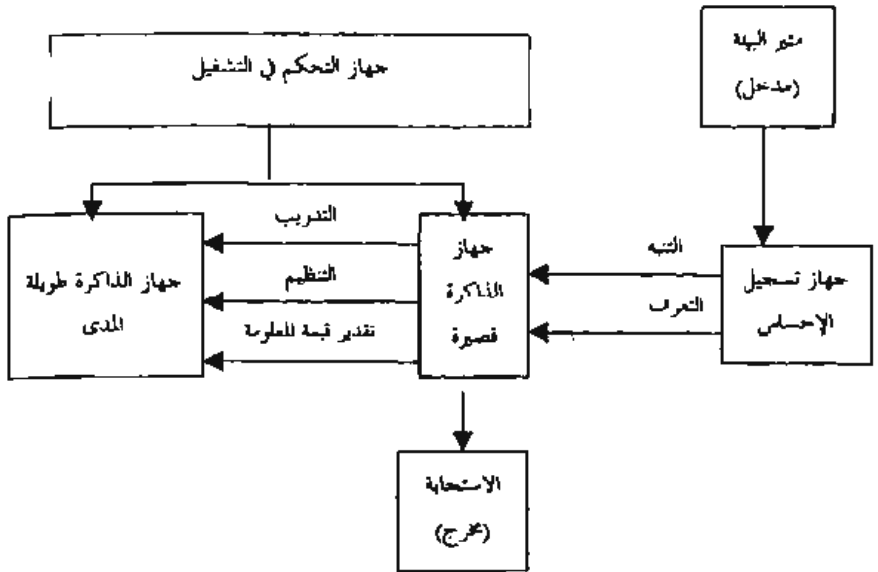 مثير البيئة
(مدخل)
جهاز التحكم في التشغيل
جهاز تسجيل
الإحساس
التنبه
التعرف
جهاز
الذاكرة
قصيرة
التدريب
التنظيم
تقدير قيمة المعلومة
جهاز الذاكرة طويلة
المدى
الاستجابة
(مخرج)